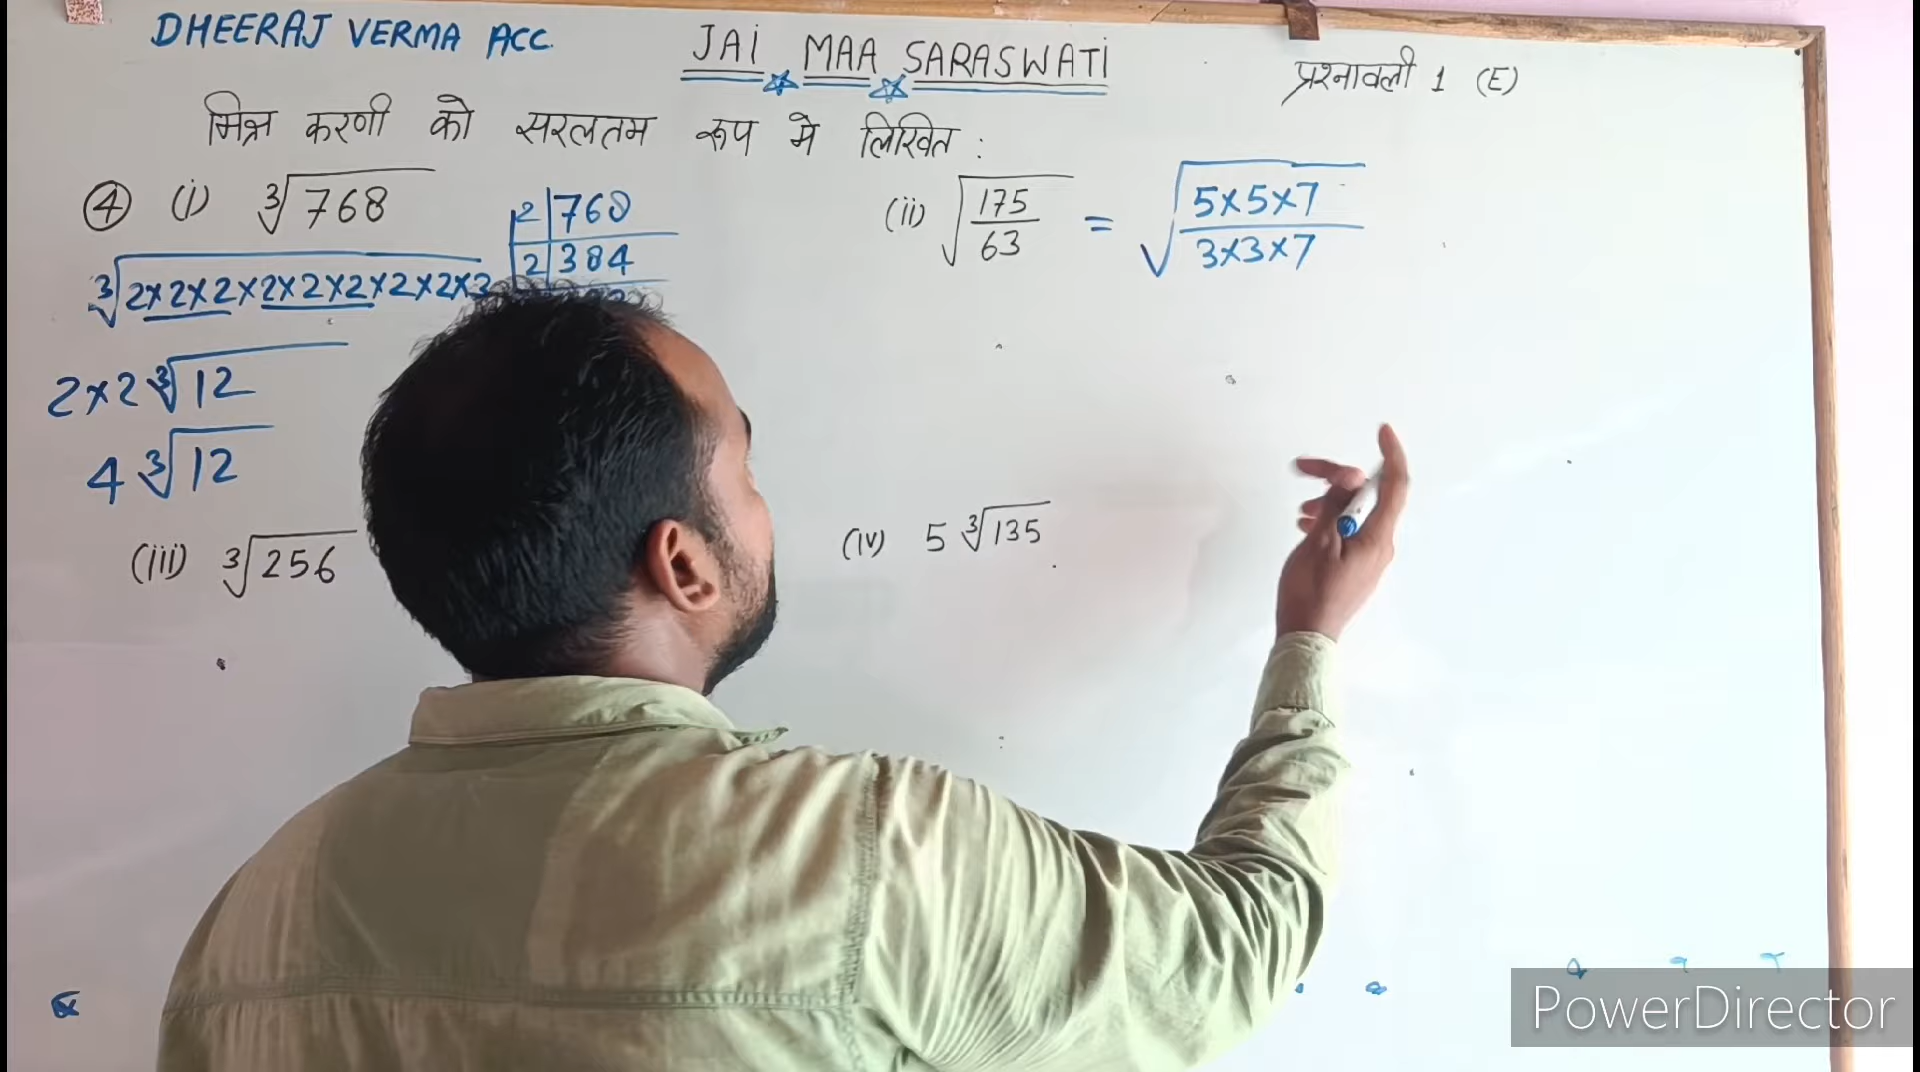 DHEERAJ VERMA ACC.
JAI MAA SARASWATI
प्रश्नावली 1 (E)
मिन्न करणी को सरलतम रूप मे लिखित :
④ (i) ∛768
2 | 768
2 | 384
∛2×2×2×2×2×2×2×2×3
2×2 ∛12
4 ∛12
(ii) √175/63 = √5×5×7/3×3×7
(iii) ∛256
(iv) 5 ∛135
PowerDirector